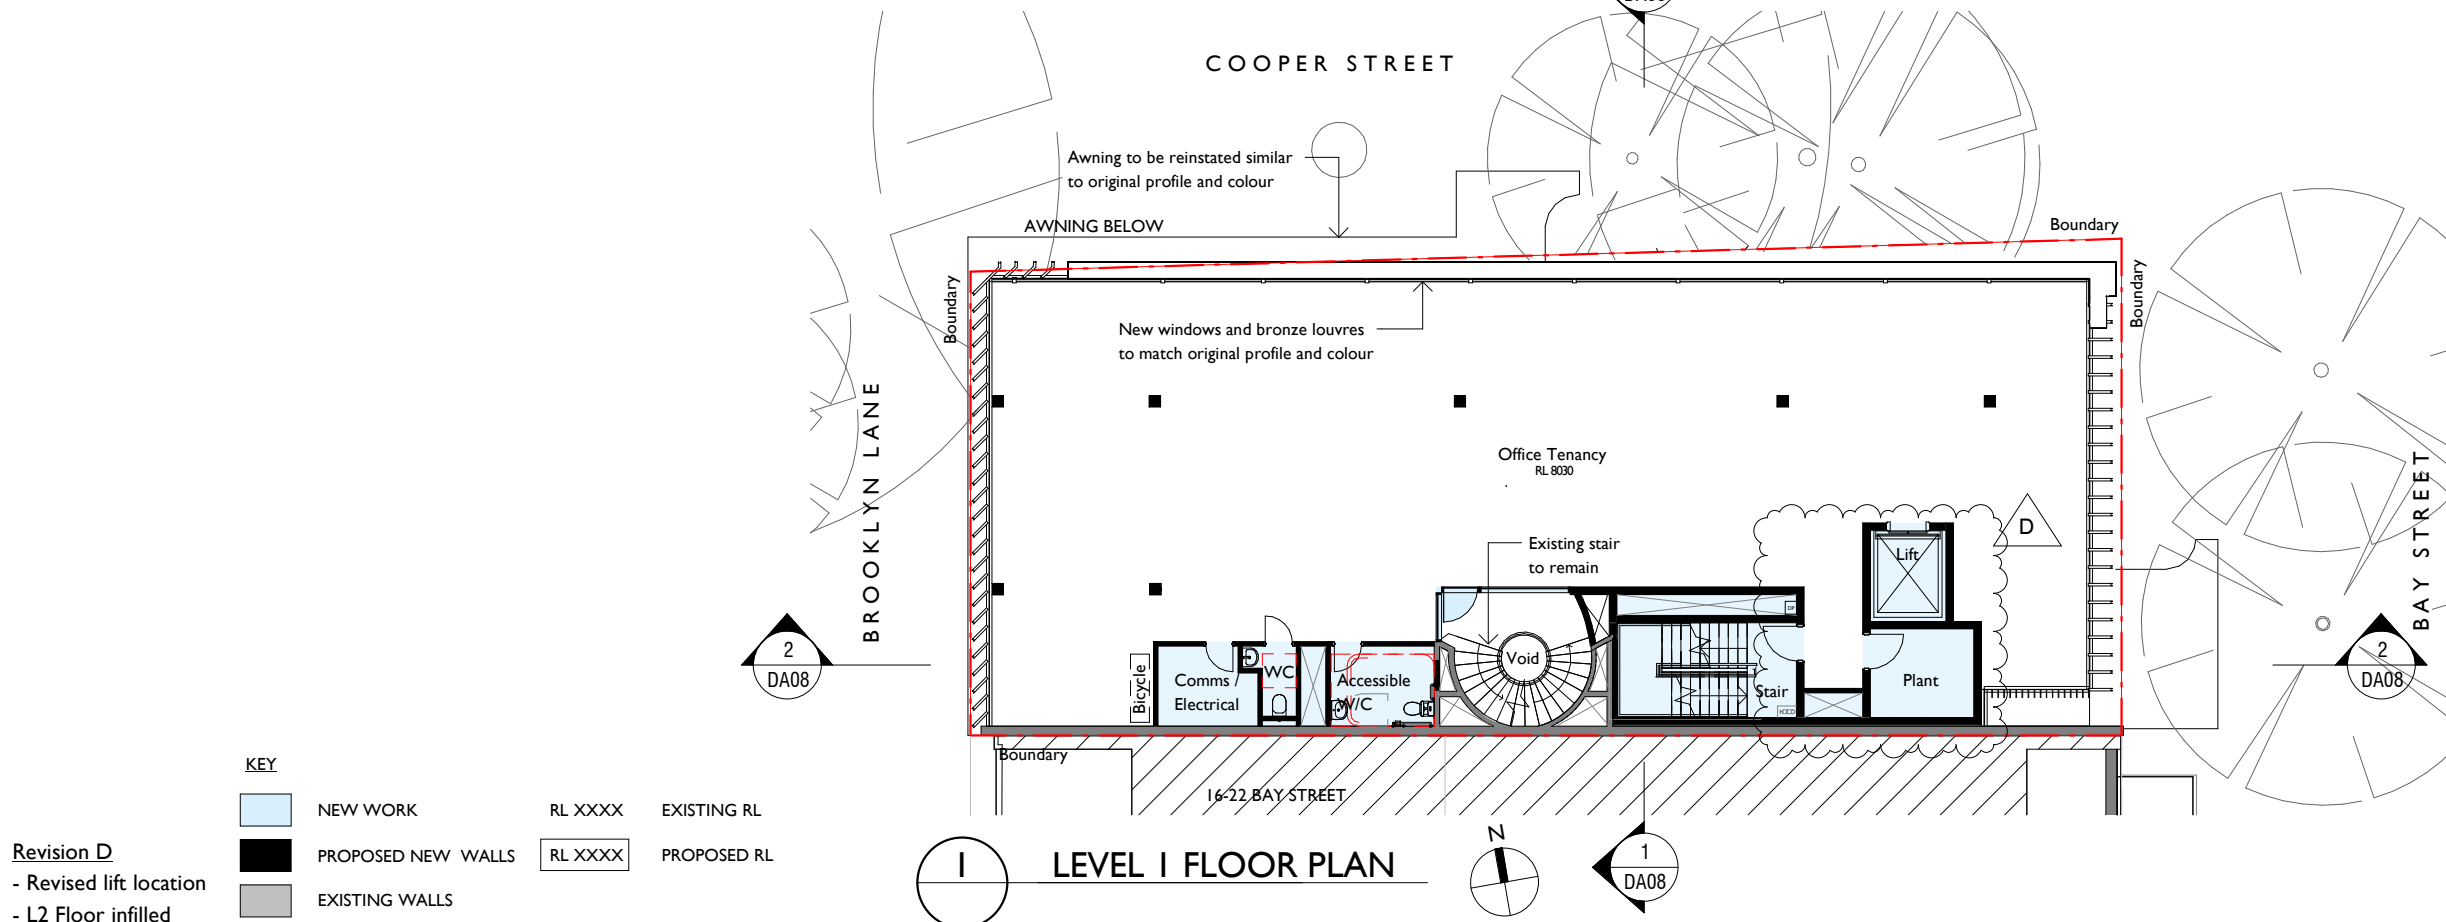 DA08
COOPER STREET
Awning to be reinstated similar
to original profile and colour
AWNING BELOW
Boundary
Boundary
Boundary
New windows and bronze louvres
to match original profile and colour
BROOKLYN LANE
BAY STREET
Office Tenancy
RL 8030
D
Existing stair
to remain
Lift
DP
2
DA08
2
DA08
Bicycle
Comms /
Electrical
WC
Accessible
W/C
Void
Stair
Plant
Boundary
16-22 BAY STREET
KEY
NEW WORK
RL XXXX
EXISTING RL
PROPOSED NEW WALLS
RL XXXX
PROPOSED RL
EXISTING WALLS
Revision D
- Revised lift location
- L2 Floor infilled
1
LEVEL 1 FLOOR PLAN
N
1
DA08